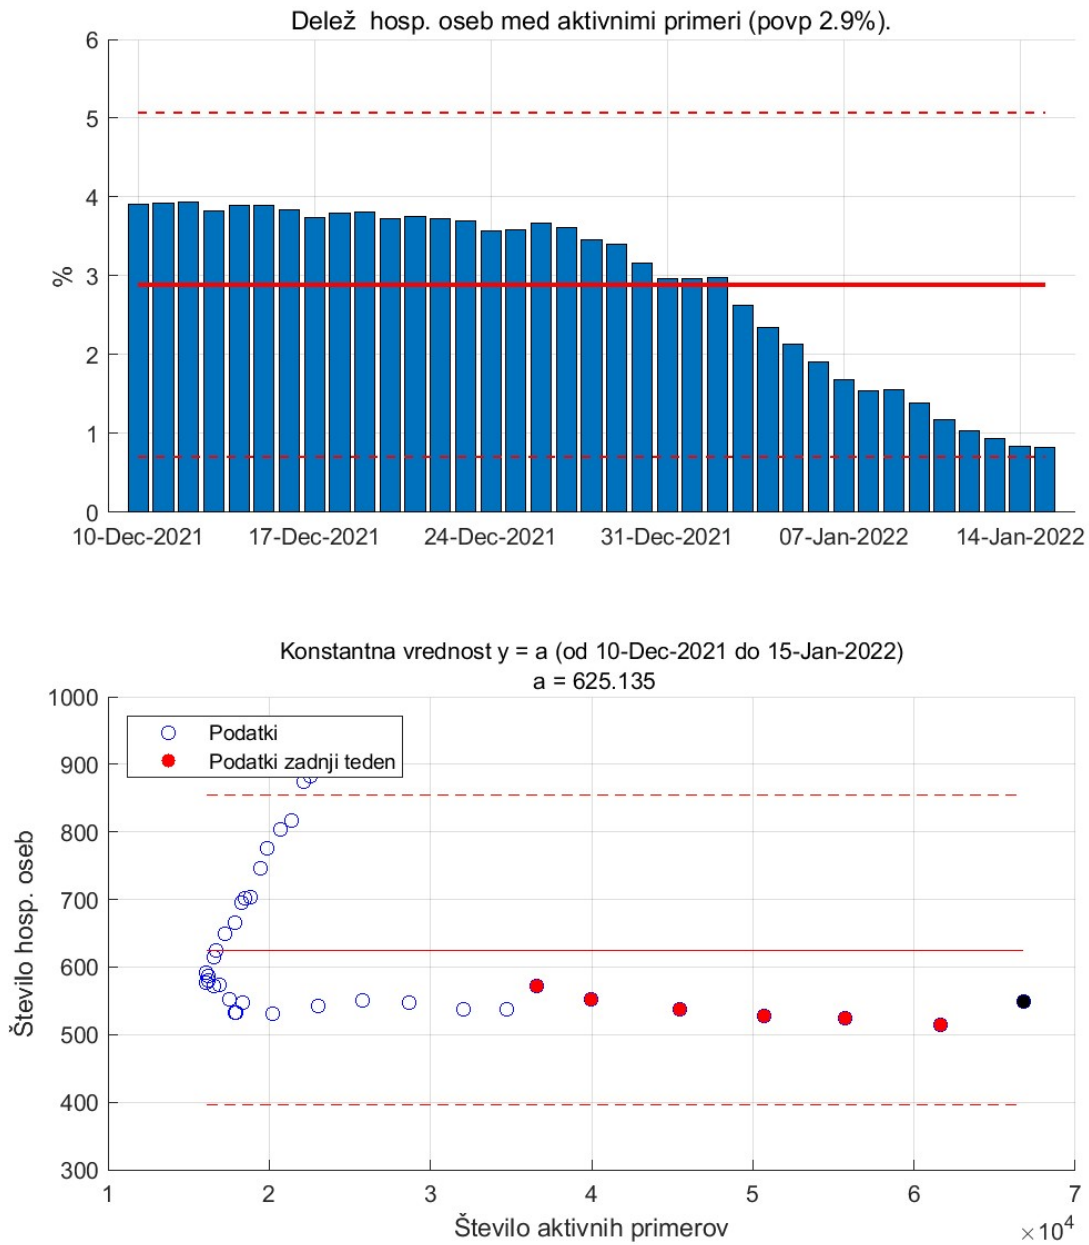 Delež hosp. oseb med aktivnimi primeri (povp 2.9%).
6
5
4
3
2
1
0
%
10-Dec-2021 17-Dec-2021 24-Dec-2021 31-Dec-2021 07-Jan-2022 14-Jan-2022
Konstantna vrednost y = a (od 10-Dec-2021 do 15-Jan-2022)
a = 625.135
1000
900
800
700
600
500
400
300
Podatki
Podatki zadnji teden
Število hosp. oseb
1 2 3 4 5 6 7
×10^4
Število aktivnih primerov